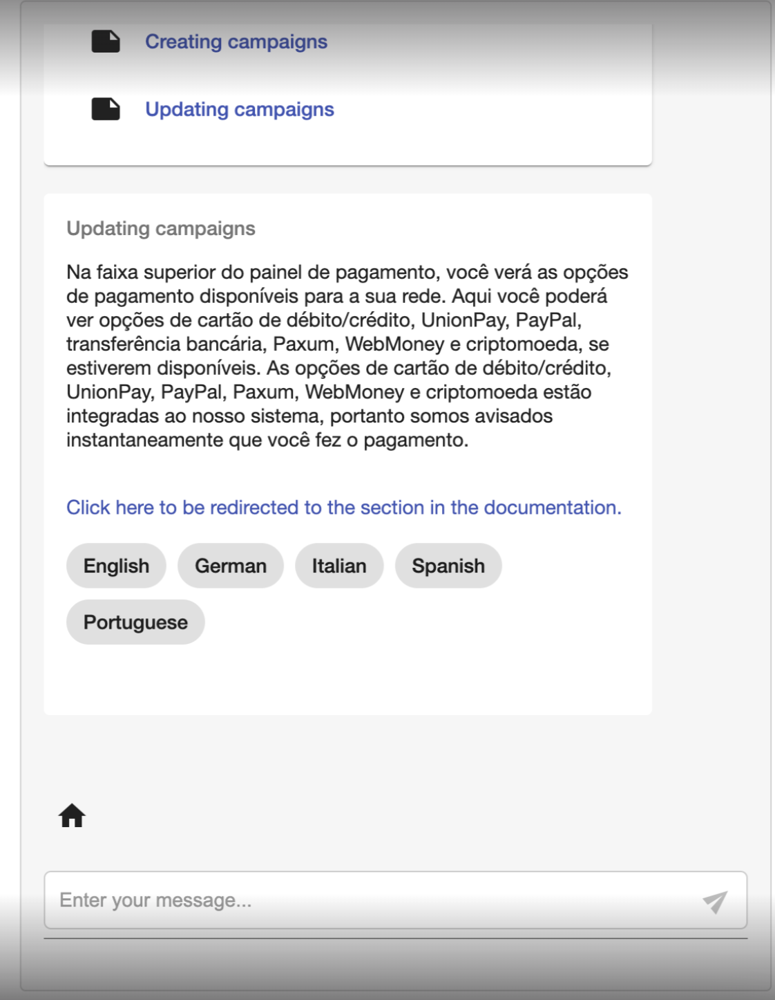 Creating campaigns
Updating campaigns
Updating campaigns
Na faixa superior do painel de pagamento, você verá as opções
de pagamento disponíveis para a sua rede. Aqui você poderá
ver opções de cartão de débito/crédito, UnionPay, PayPal,
transferência bancária, Paxum, WebMoney e criptomoeda, se
estiverem disponíveis. As opções de cartão de débito/crédito,
UnionPay, PayPal, Paxum, WebMoney e criptomoeda estão
integradas ao nosso sistema, portanto somos avisados
instantaneamente que você fez o pagamento.
Click here to be redirected to the section in the documentation.
English German Italian Spanish
Portuguese
Enter your message...